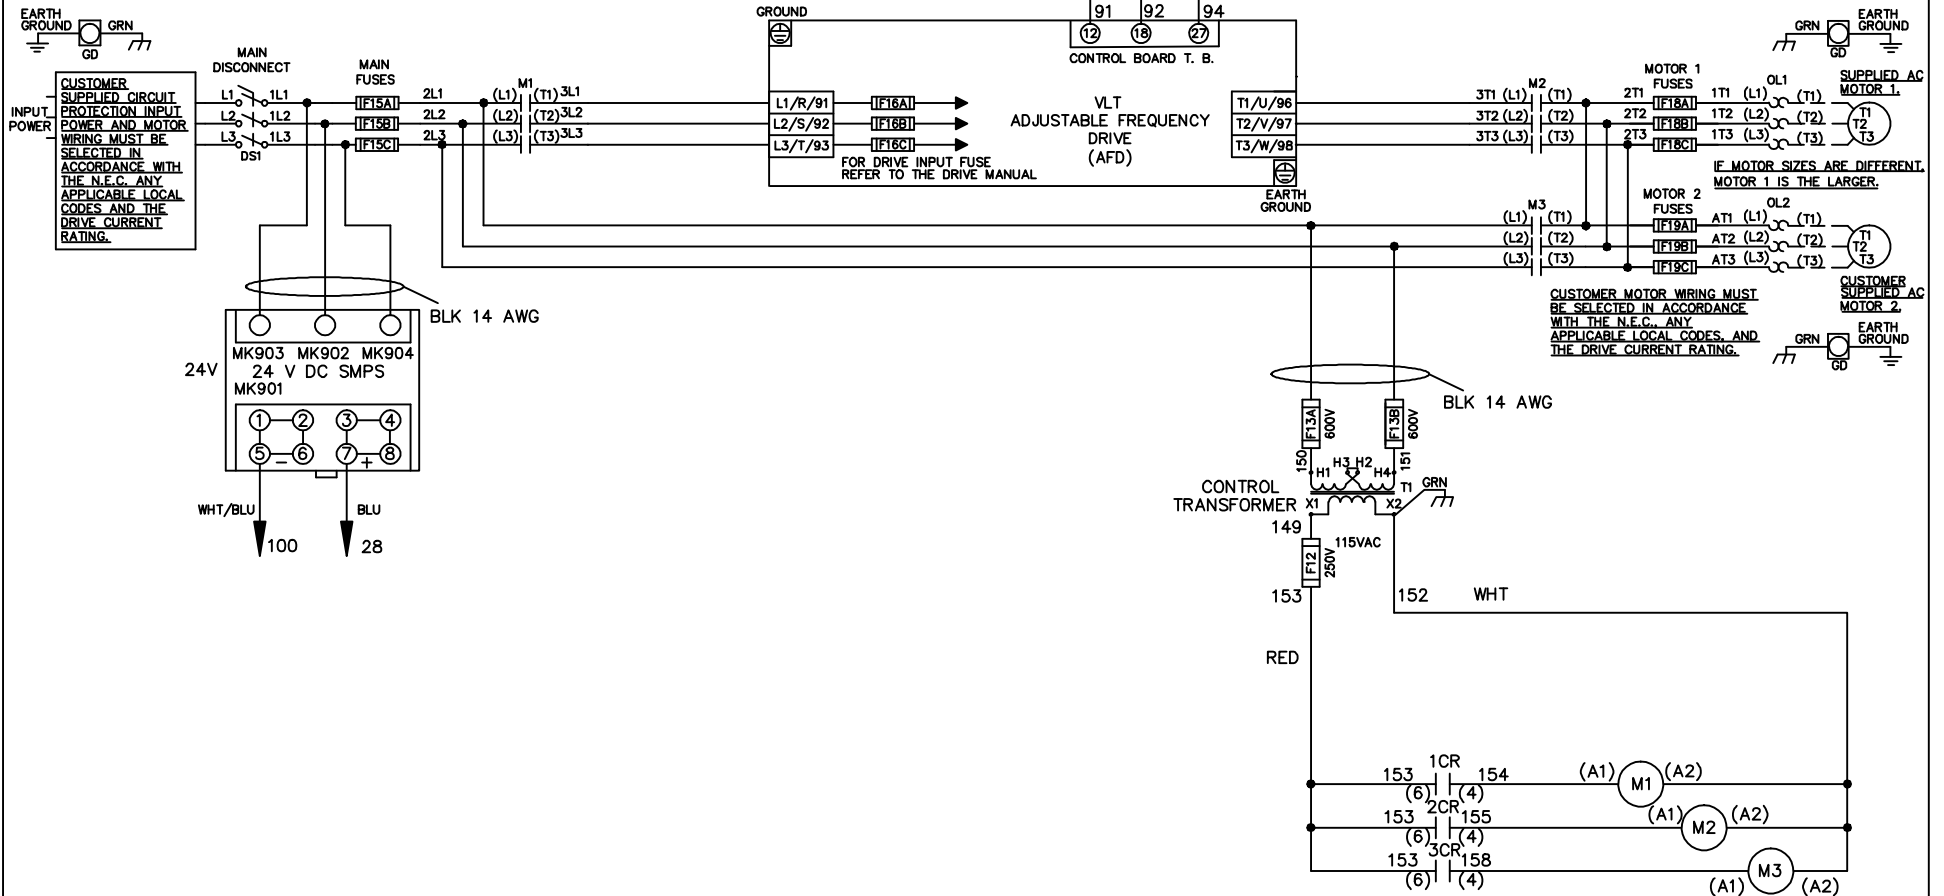 EARTH
GROUND
GRN
GD
CUSTOMER
SUPPLIED CIRCUIT
PROTECTION INPUT
POWER AND MOTOR
WIRING MUST BE
SELECTED IN
ACCORDANCE WITH
THE N.E.C. ANY
APPLICABLE LOCAL
CODES AND THE
DRIVE CURRENT
RATING.
INPUT
POWER
MAIN
DISCONNECT
L1 1L1
L2 1L2
L3 1L3
DS1
MAIN
FUSES
F15A
F15B
F15C
2L1
2L2
2L3
M1
(L1) (T1) 3L1
(L2) (T2) 3L2
(L3) (T3) 3L3
GROUND
L1/R/91
L2/S/92
L3/T/93
F16A
F16B
F16C
FOR DRIVE INPUT FUSE
REFER TO THE DRIVE MANUAL
91 92 94
12 18 27
CONTROL BOARD T. B.
VLT
ADJUSTABLE FREQUENCY
DRIVE
(AFD)
T1/U/96
T2/V/97
T3/W/98
EARTH
GROUND
M2
3T1 (L1) (T1)
3T2 (L2) (T2)
3T3 (L3) (T3)
MOTOR 1
FUSES
2T1 F18A 1T1 (L1) (T1)
2T2 F18B 1T2 (L2) (T2)
2T3 F18C 1T3 (L3) (T3)
OL1
GRN
GD
EARTH
GROUND
SUPPLIED AC
MOTOR 1.
T1
T2
T3
IF MOTOR SIZES ARE DIFFERENT,
MOTOR 1 IS THE LARGER.
M3
(L1) (T1)
(L2) (T2)
(L3) (T3)
MOTOR 2
FUSES
F19A AT1 (L1) (T1)
F19B AT2 (L2) (T2)
F19C AT3 (L3) (T3)
OL2
T1
T2
T3
CUSTOMER
SUPPLIED AC
MOTOR 2.
CUSTOMER MOTOR WIRING MUST
BE SELECTED IN ACCORDANCE
WITH THE N.E.C., ANY
APPLICABLE LOCAL CODES, AND
THE DRIVE CURRENT RATING.
GRN
GD
EARTH
GROUND
BLK 14 AWG
MK903 MK902 MK904
24V
24 V DC SMPS
MK901
1 2 3 4
5 - 6 7 + 8
WHT/BLU
BLU
100
28
BLK 14 AWG
F13A
600V
F13B
600V
150
151
H1 H3 H2 H4
T1
GRN
CONTROL
TRANSFORMER
X1 X2
149
115VAC
F12
250V
153
152
WHT
RED
1CR
153 154 (A1) M1 (A2)
(6) (4)
2CR
153 155 (A1) M2 (A2)
(6) (4)
3CR
153 158 M3
(6) (4) (A1) (A2)